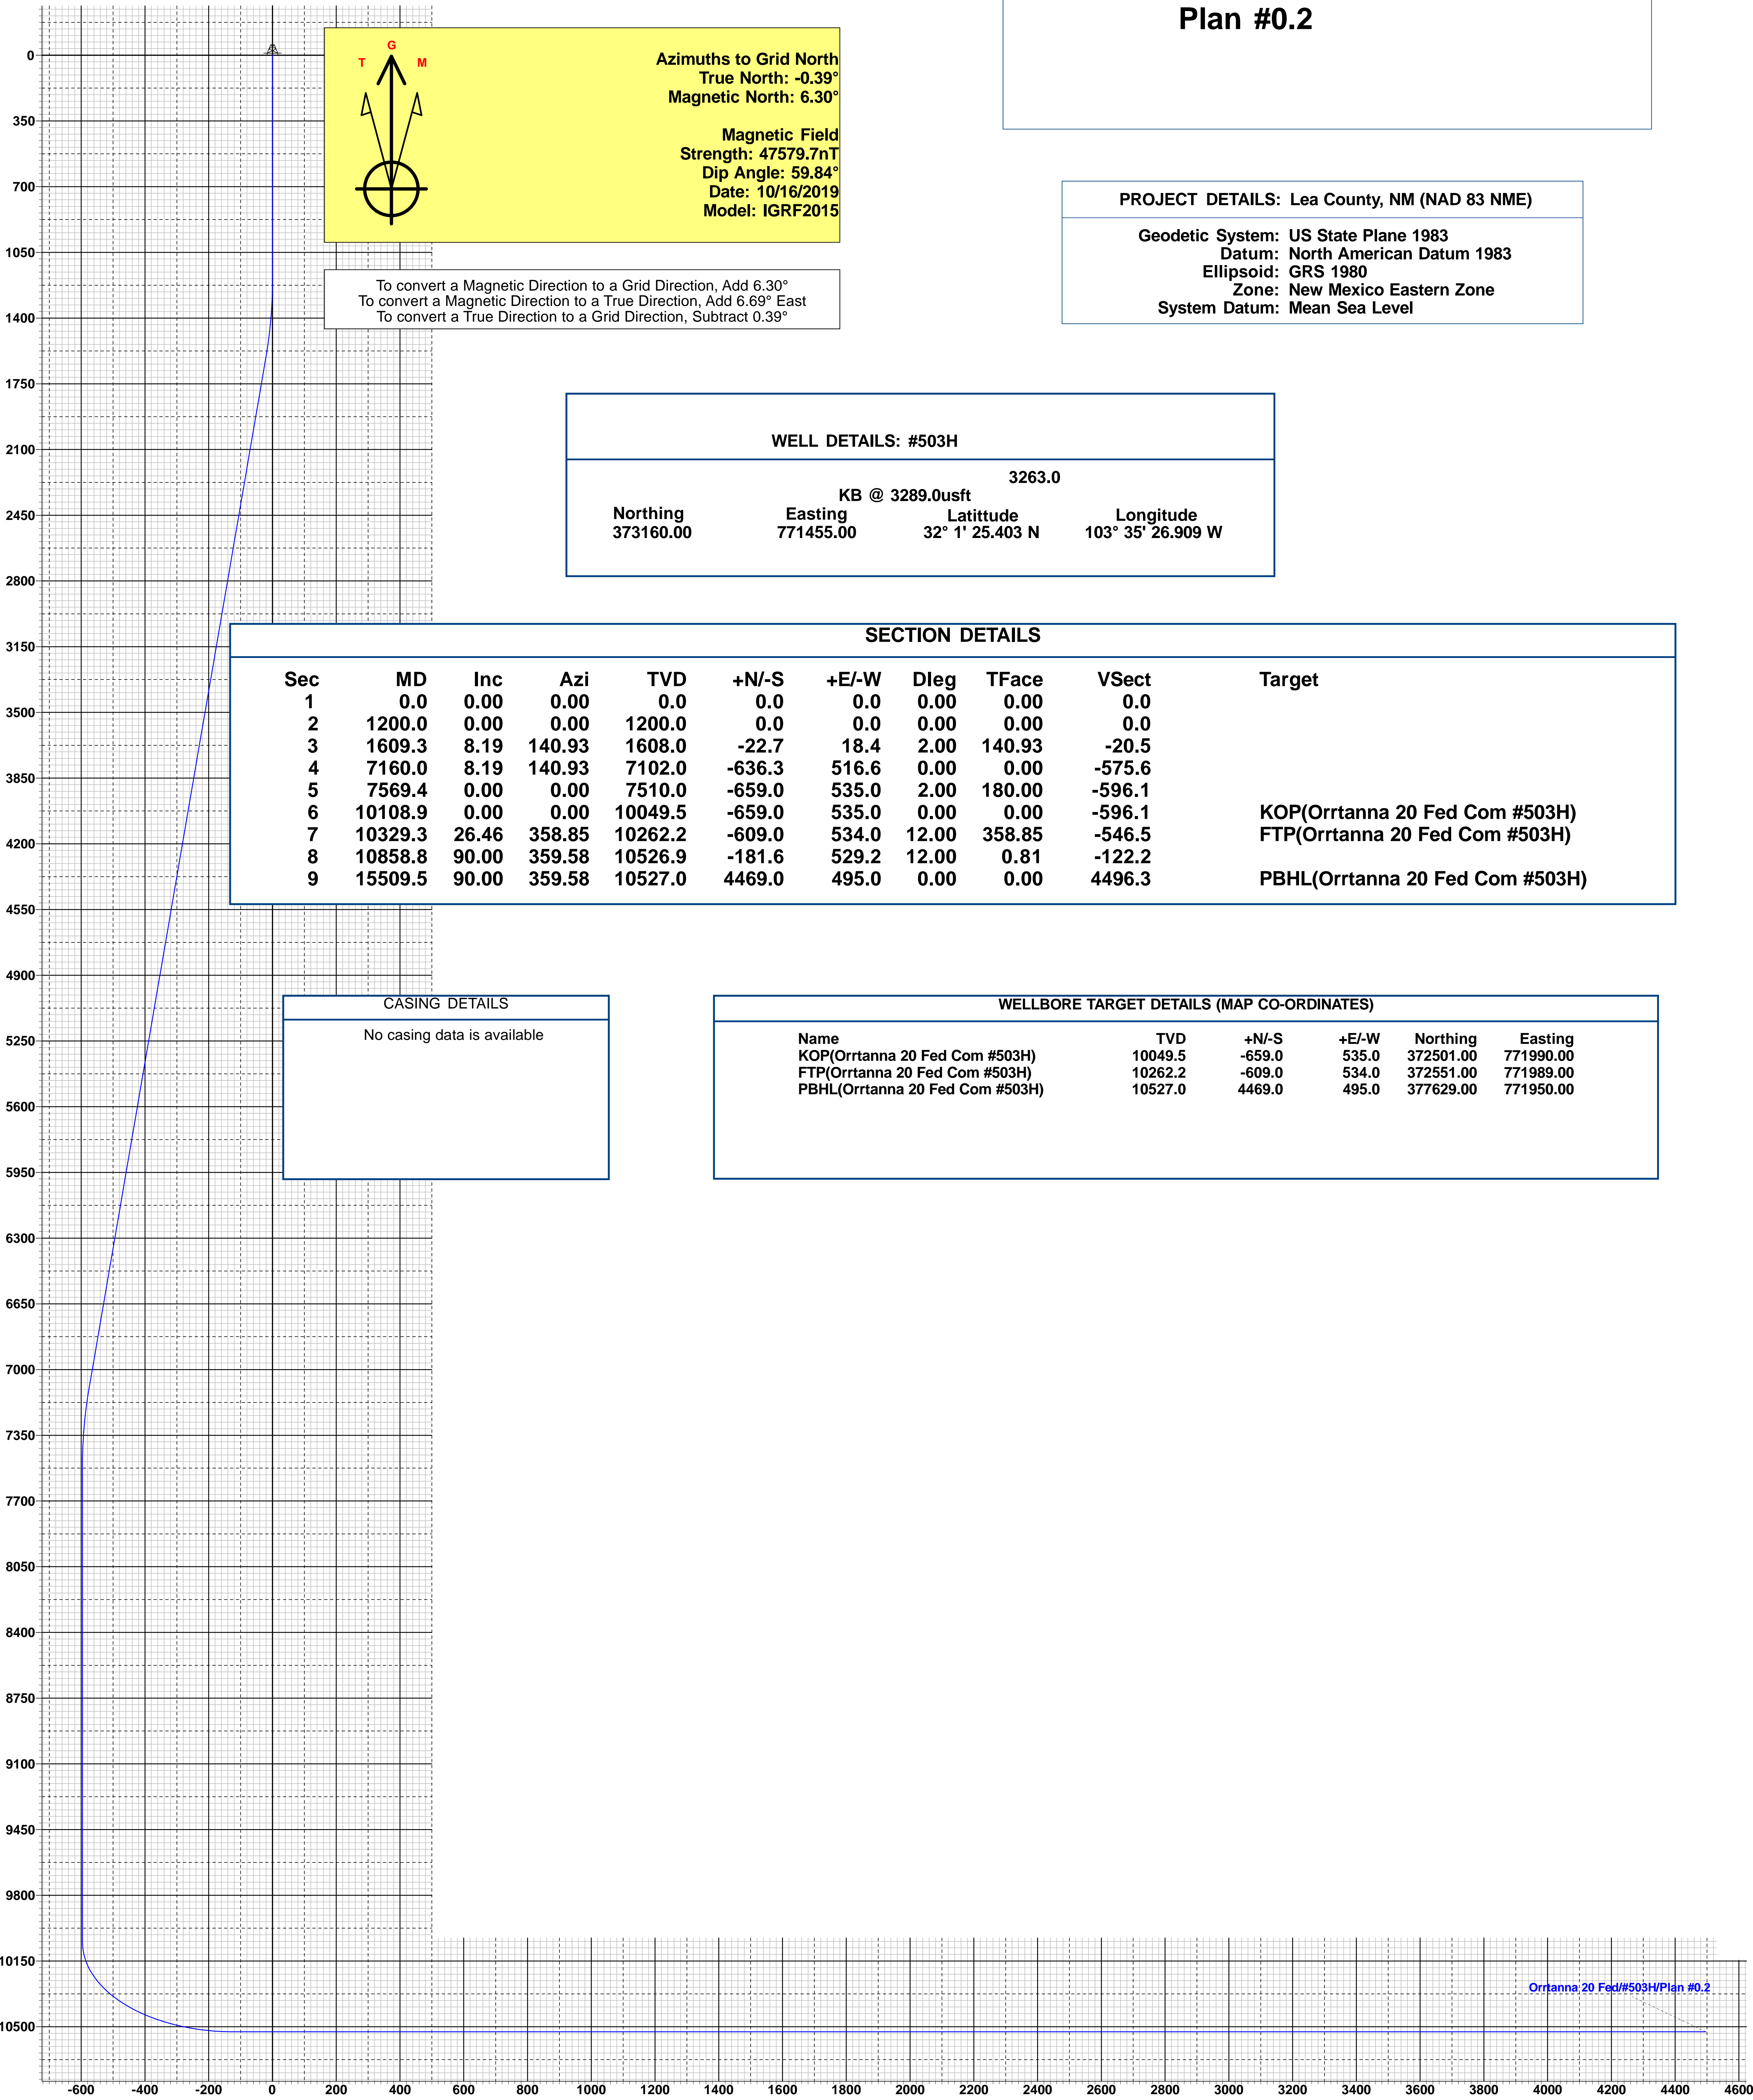 Plan #0.2
T G M
Azimuths to Grid North
True North: -0.39°
Magnetic North: 6.30°
Magnetic Field
Strength: 47579.7nT
Dip Angle: 59.84°
Date: 10/16/2019
Model: IGRF2015
To convert a Magnetic Direction to a Grid Direction, Add 6.30°
To convert a Magnetic Direction to a True Direction, Add 6.69° East
To convert a True Direction to a Grid Direction, Subtract 0.39°
PROJECT DETAILS: Lea County, NM (NAD 83 NME)
Geodetic System: US State Plane 1983
Datum: North American Datum 1983
Ellipsoid: GRS 1980
Zone: New Mexico Eastern Zone
System Datum: Mean Sea Level
WELL DETAILS: #503H
3263.0
KB @ 3289.0usft
Northing Easting Latittude Longitude
373160.00 771455.00 32° 1' 25.403 N 103° 35' 26.909 W
SECTION DETAILS
Sec MD Inc Azi TVD +N/-S +E/-W Dleg TFace VSect Target
1 0.0 0.00 0.00 0.0 0.0 0.0 0.00 0.00 0.0
2 1200.0 0.00 0.00 1200.0 0.0 0.0 0.00 0.00 0.0
3 1609.3 8.19 140.93 1608.0 -22.7 18.4 2.00 140.93 -20.5
4 7160.0 8.19 140.93 7102.0 -636.3 516.6 0.00 0.00 -575.6
5 7569.4 0.00 0.00 7510.0 -659.0 535.0 2.00 180.00 -596.1
6 10108.9 0.00 0.00 10049.5 -659.0 535.0 0.00 0.00 -596.1 KOP(Orrtanna 20 Fed Com #503H)
7 10329.3 26.46 358.85 10262.2 -609.0 534.0 12.00 358.85 -546.5 FTP(Orrtanna 20 Fed Com #503H)
8 10858.8 90.00 359.58 10526.9 -181.6 529.2 12.00 0.81 -122.2
9 15509.5 90.00 359.58 10527.0 4469.0 495.0 0.00 0.00 4496.3 PBHL(Orrtanna 20 Fed Com #503H)
CASING DETAILS
No casing data is available
WELLBORE TARGET DETAILS (MAP CO-ORDINATES)
Name TVD +N/-S +E/-W Northing Easting
KOP(Orrtanna 20 Fed Com #503H) 10049.5 -659.0 535.0 372501.00 771990.00
FTP(Orrtanna 20 Fed Com #503H) 10262.2 -609.0 534.0 372551.00 771989.00
PBHL(Orrtanna 20 Fed Com #503H) 10527.0 4469.0 495.0 377629.00 771950.00
0
350
700
1050
1400
1750
2100
2450
2800
3150
3500
3850
4200
4550
4900
5250
5600
5950
6300
6650
7000
7350
7700
8050
8400
8750
9100
9450
9800
10150
10500
Orrtanna 20 Fed/#503H/Plan #0.2
-600 -400 -200 0 200 400 600 800 1000 1200 1400 1600 1800 2000 2200 2400 2600 2800 3000 3200 3400 3600 3800 4000 4200 4400 4600